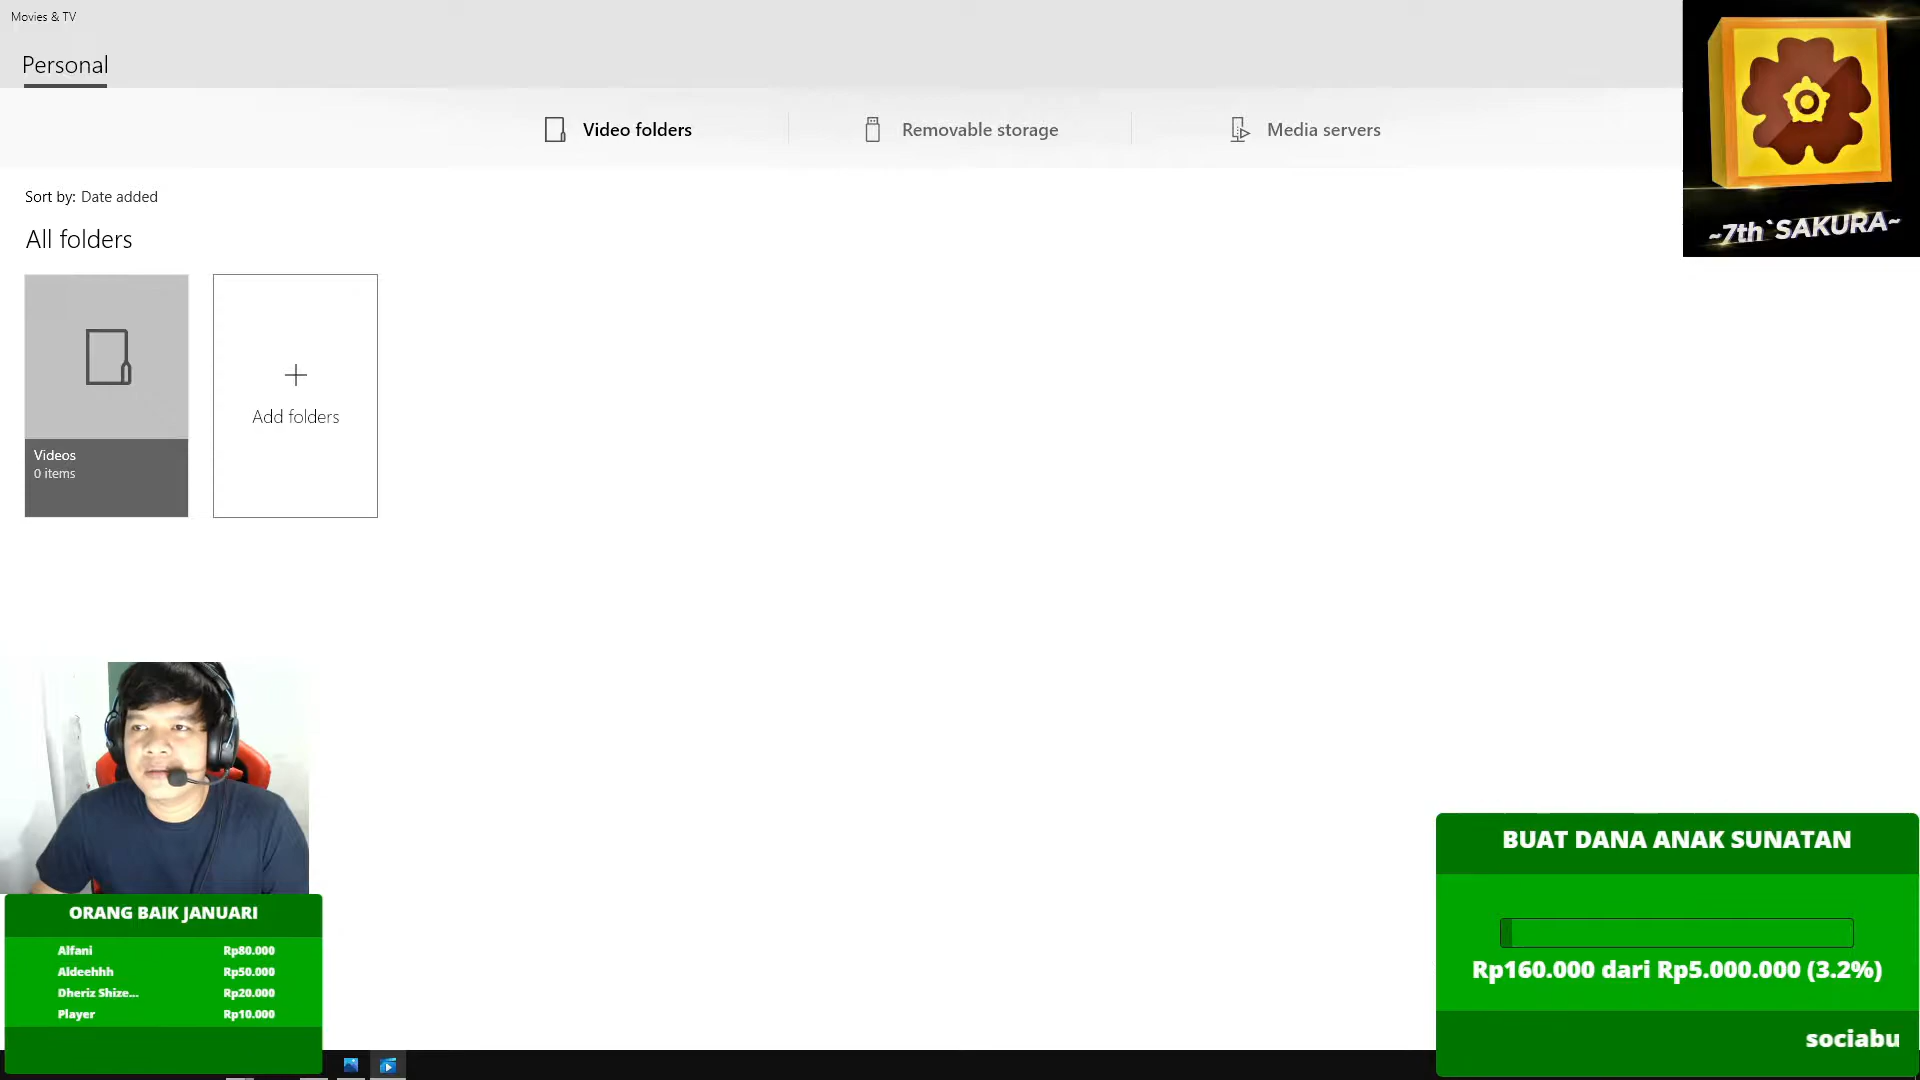 Movies & TV
Personal
Video folders
Removable storage
Media servers
~7th`SAKURA~
Sort by: Date added
All folders
Add folders
Videos
0 items
ORANG BAIK JANUARI
Alfani Rp80.000
Aldeehhh Rp50.000
Dheriz Shize... Rp20.000
Player Rp10.000
BUAT DANA ANAK SUNATAN
Rp160.000 dari Rp5.000.000 (3.2%)
sociabu